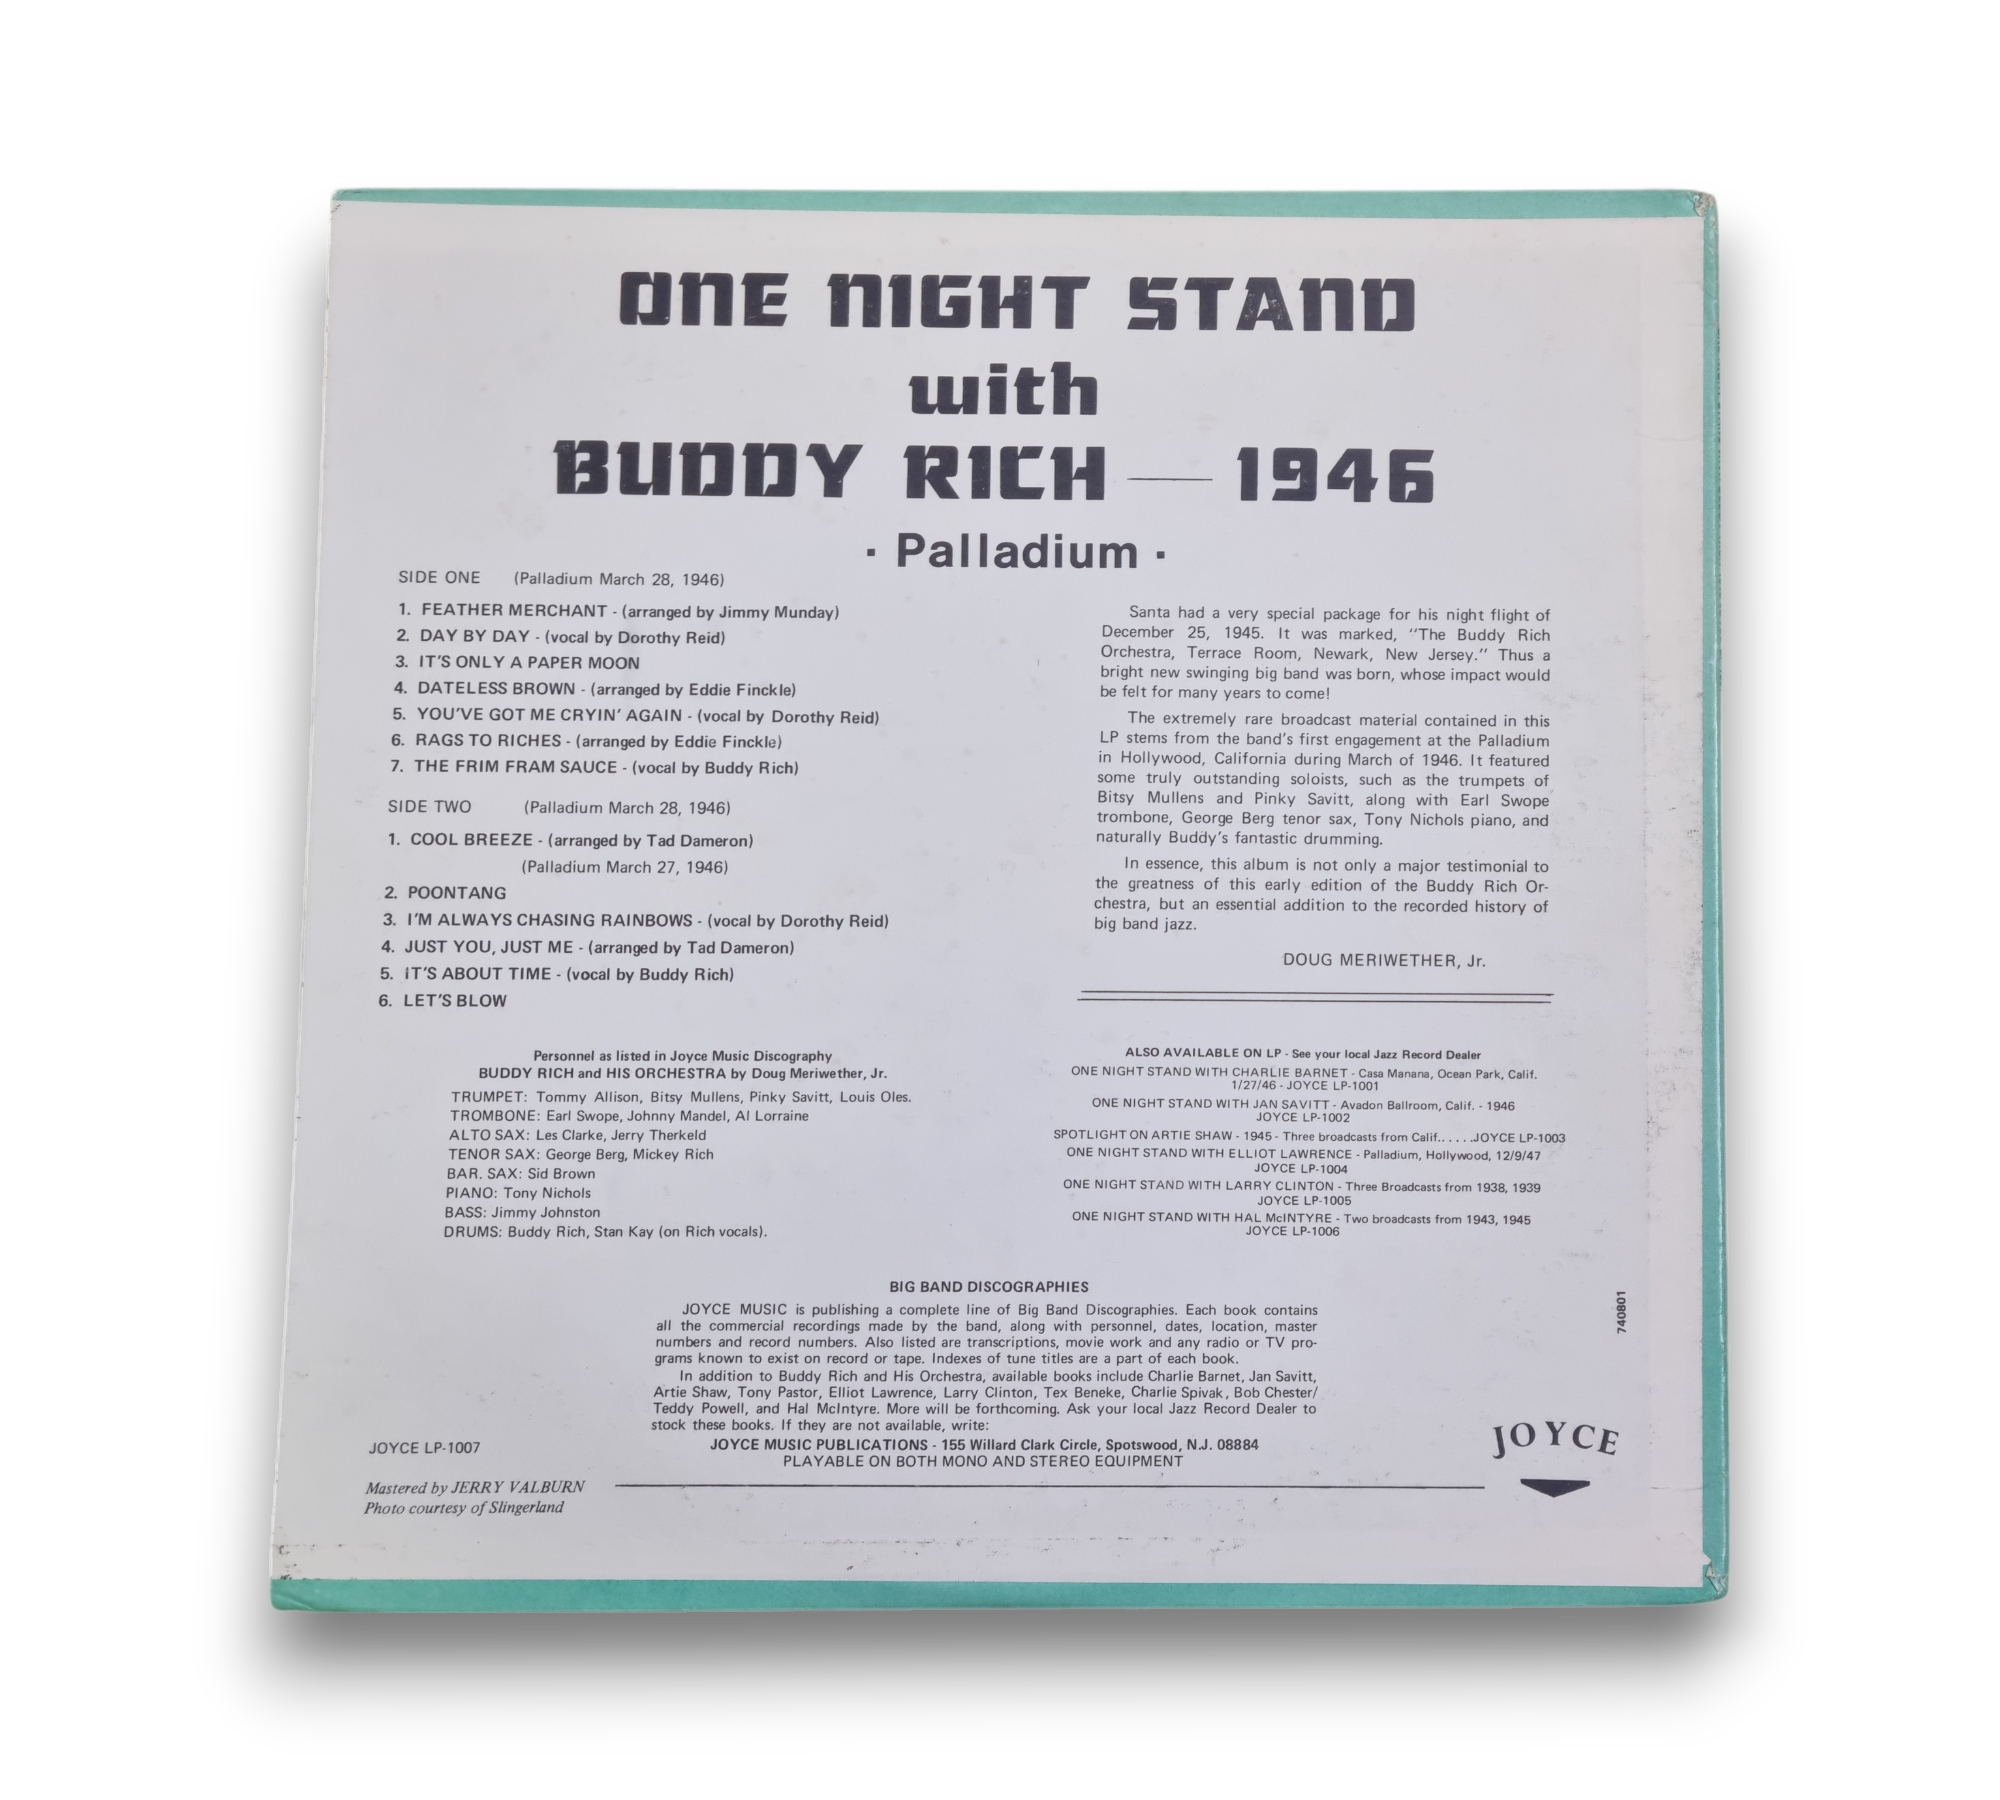 ONE NIGHT STAND
with
BUDDY RICH — 1946
· Palladium ·
SIDE ONE (Palladium March 28, 1946)
1. FEATHER MERCHANT - (arranged by Jimmy Munday)
2. DAY BY DAY - (vocal by Dorothy Reid)
3. IT'S ONLY A PAPER MOON
4. DATELESS BROWN - (arranged by Eddie Finckle)
5. YOU'VE GOT ME CRYIN' AGAIN - (vocal by Dorothy Reid)
6. RAGS TO RICHES - (arranged by Eddie Finckle)
7. THE FRIM FRAM SAUCE - (vocal by Buddy Rich)
SIDE TWO (Palladium March 28, 1946)
1. COOL BREEZE - (arranged by Tad Dameron)
(Palladium March 27, 1946)
2. POONTANG
3. I'M ALWAYS CHASING RAINBOWS - (vocal by Dorothy Reid)
4. JUST YOU, JUST ME - (arranged by Tad Dameron)
5. IT'S ABOUT TIME - (vocal by Buddy Rich)
6. LET'S BLOW
Santa had a very special package for his night flight of
December 25, 1945. It was marked, "The Buddy Rich
Orchestra, Terrace Room, Newark, New Jersey." Thus a
bright new swinging big band was born, whose impact would
be felt for many years to come!
The extremely rare broadcast material contained in this
LP stems from the band's first engagement at the Palladium
in Hollywood, California during March of 1946. It featured
some truly outstanding soloists, such as the trumpets of
Bitsy Mullens and Pinky Savitt, along with Earl Swope
trombone, George Berg tenor sax, Tony Nichols piano, and
naturally Buddy's fantastic drumming.
In essence, this album is not only a major testimonial to
the greatness of this early edition of the Buddy Rich Or-
chestra, but an essential addition to the recorded history of
big band jazz.
DOUG MERIWETHER, Jr.
Personnel as listed in Joyce Music Discography
BUDDY RICH and HIS ORCHESTRA by Doug Meriwether, Jr.
TRUMPET: Tommy Allison, Bitsy Mullens, Pinky Savitt, Louis Oles.
TROMBONE: Earl Swope, Johnny Mandel, Al Lorraine
ALTO SAX: Les Clarke, Jerry Therkeld
TENOR SAX: George Berg, Mickey Rich
BAR. SAX: Sid Brown
PIANO: Tony Nichols
BASS: Jimmy Johnston
DRUMS: Buddy Rich, Stan Kay (on Rich vocals).
ALSO AVAILABLE ON LP - See your local Jazz Record Dealer
ONE NIGHT STAND WITH CHARLIE BARNET - Casa Manana, Ocean Park, Calif.
1/27/46 - JOYCE LP-1001
ONE NIGHT STAND WITH JAN SAVITT - Avadon Ballroom, Calif. - 1946
JOYCE LP-1002
SPOTLIGHT ON ARTIE SHAW - 1945 - Three broadcasts from Calif......JOYCE LP-1003
ONE NIGHT STAND WITH ELLIOT LAWRENCE - Palladium, Hollywood, 12/9/47
JOYCE LP-1004
ONE NIGHT STAND WITH LARRY CLINTON - Three Broadcasts from 1938, 1939
JOYCE LP-1005
ONE NIGHT STAND WITH HAL McINTYRE - Two broadcasts from 1943, 1945
JOYCE LP-1006
BIG BAND DISCOGRAPHIES
JOYCE MUSIC is publishing a complete line of Big Band Discographies. Each book contains
all the commercial recordings made by the band, along with personnel, dates, location, master
numbers and record numbers. Also listed are transcriptions, movie work and any radio or TV pro-
grams known to exist on record or tape. Indexes of tune titles are a part of each book.
In addition to Buddy Rich and His Orchestra, available books include Charlie Barnet, Jan Savitt,
Artie Shaw, Tony Pastor, Elliot Lawrence, Larry Clinton, Tex Beneke, Charlie Spivak, Bob Chester/
Teddy Powell, and Hal McIntyre. More will be forthcoming. Ask your local Jazz Record Dealer to
stock these books. If they are not available, write:
JOYCE MUSIC PUBLICATIONS - 155 Willard Clark Circle, Spotswood, N.J. 08884
PLAYABLE ON BOTH MONO AND STEREO EQUIPMENT
740801
JOYCE
JOYCE LP-1007
Mastered by JERRY VALBURN
Photo courtesy of Slingerland